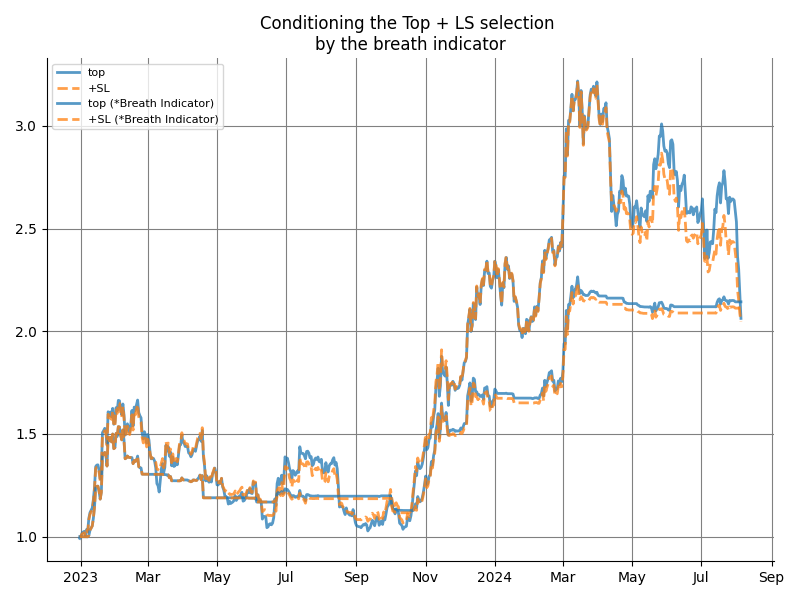 Conditioning the Top + LS selection
by the breath indicator
top
+SL
top (*Breath Indicator)
+SL (*Breath Indicator)
3.0
2.5
2.0
1.5
1.0
2023 Mar May Jul Sep Nov 2024 Mar May Jul Sep